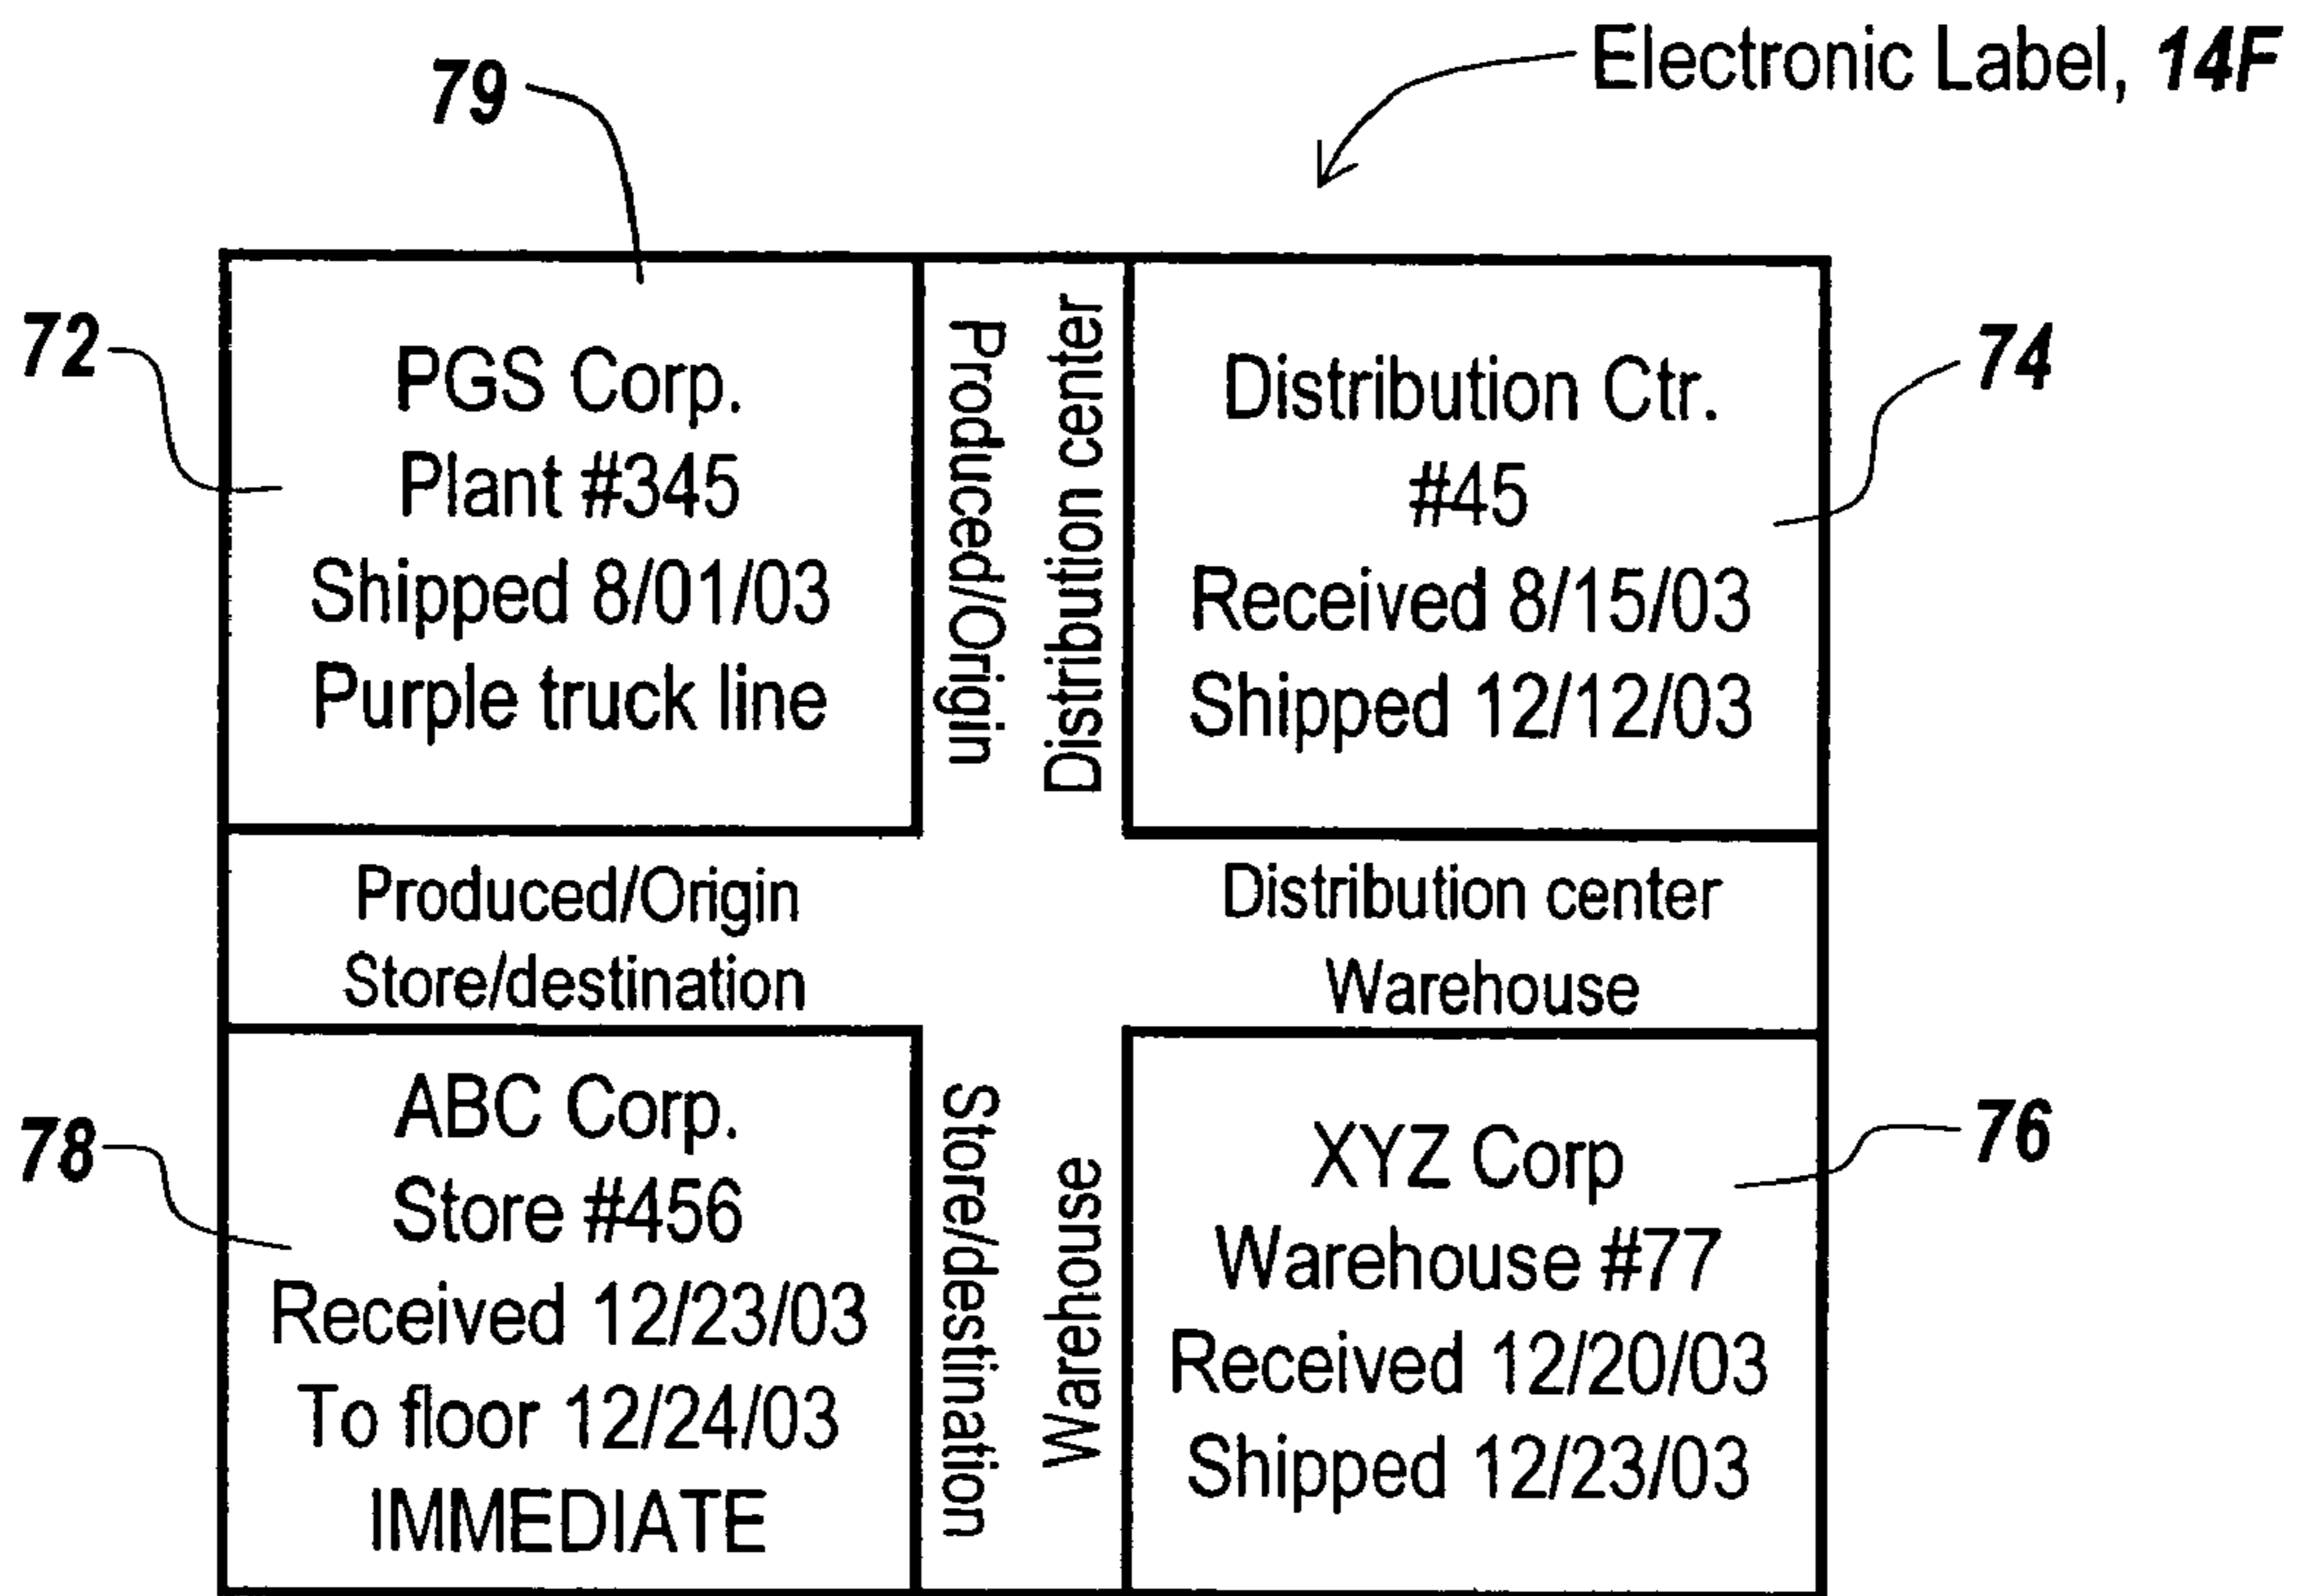 Electronic Label, 14F
79
72
PGS Corp.
Plant #345
Shipped 8/01/03
Purple truck line
Produced/Origin
Distribution center
Distribution Ctr.
#45
Received 8/15/03
Shipped 12/12/03
74
Produced/Origin
Store/destination
Distribution center
Warehouse
78
ABC Corp.
Store #456
Received 12/23/03
To floor 12/24/03
IMMEDIATE
Store/destination
Warehouse
XYZ Corp
Warehouse #77
Received 12/20/03
Shipped 12/23/03
76